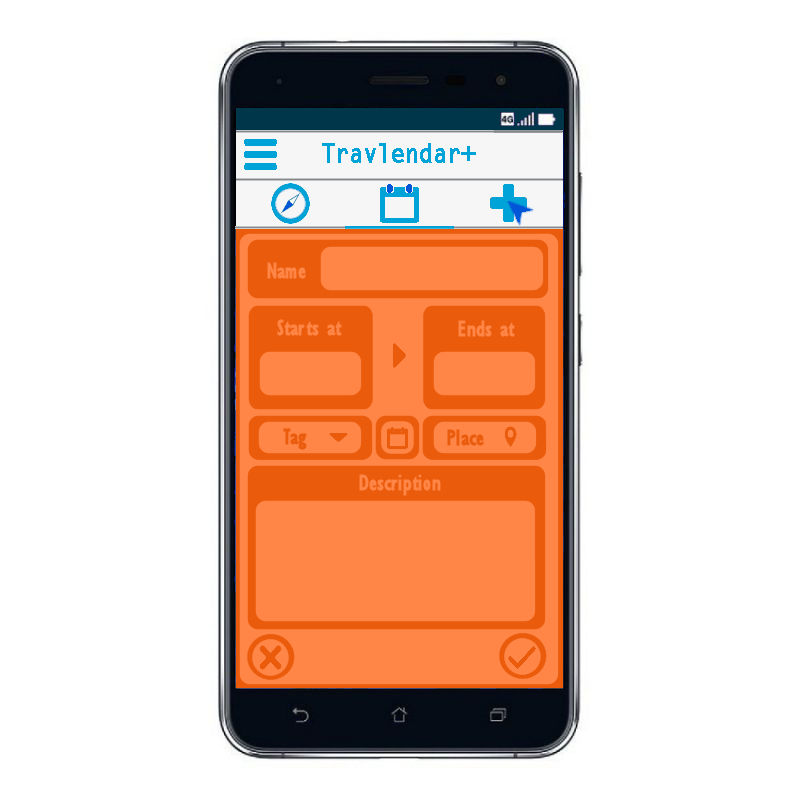 4G
Travlendar+
Name
Starts at
Ends at
Tag
Place
Description